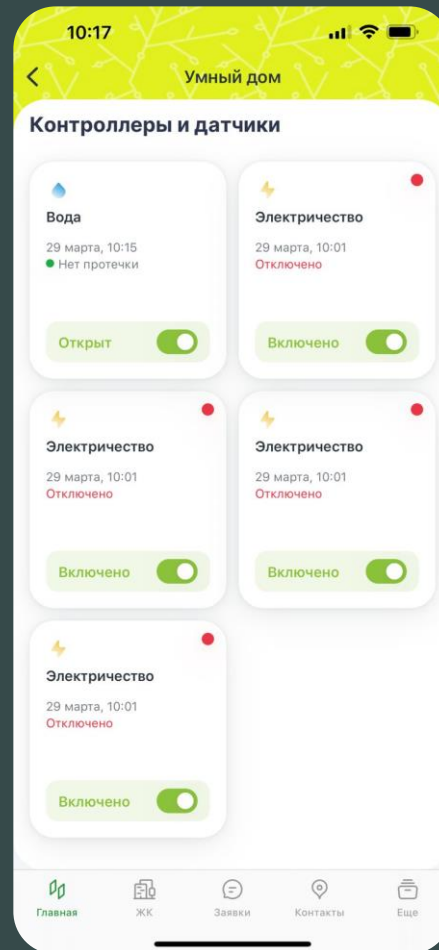 10:17
Умный дом
Контроллеры и датчики
Вода
29 марта, 10:15
Нет протечки
Открыт
Электричество
29 марта, 10:01
Отключено
Включено
Электричество
29 марта, 10:01
Отключено
Включено
Электричество
29 марта, 10:01
Отключено
Включено
Электричество
29 марта, 10:01
Отключено
Включено
Главная
ЖК
Заявки
Контакты
Еще